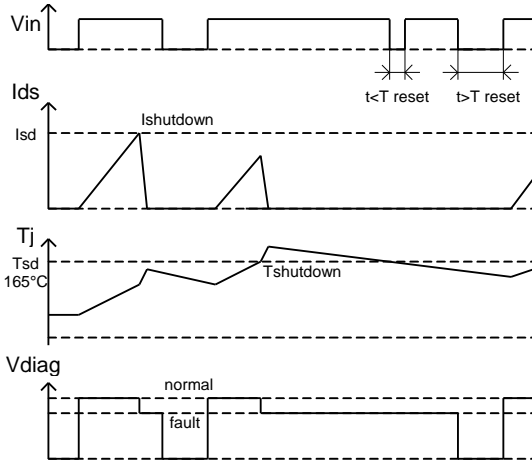 Vin
t<T reset
t>T reset
Ids
Ishutdown
Isd
Tj
Tsd
165°C
Tshutdown
Vdiag
normal
fault